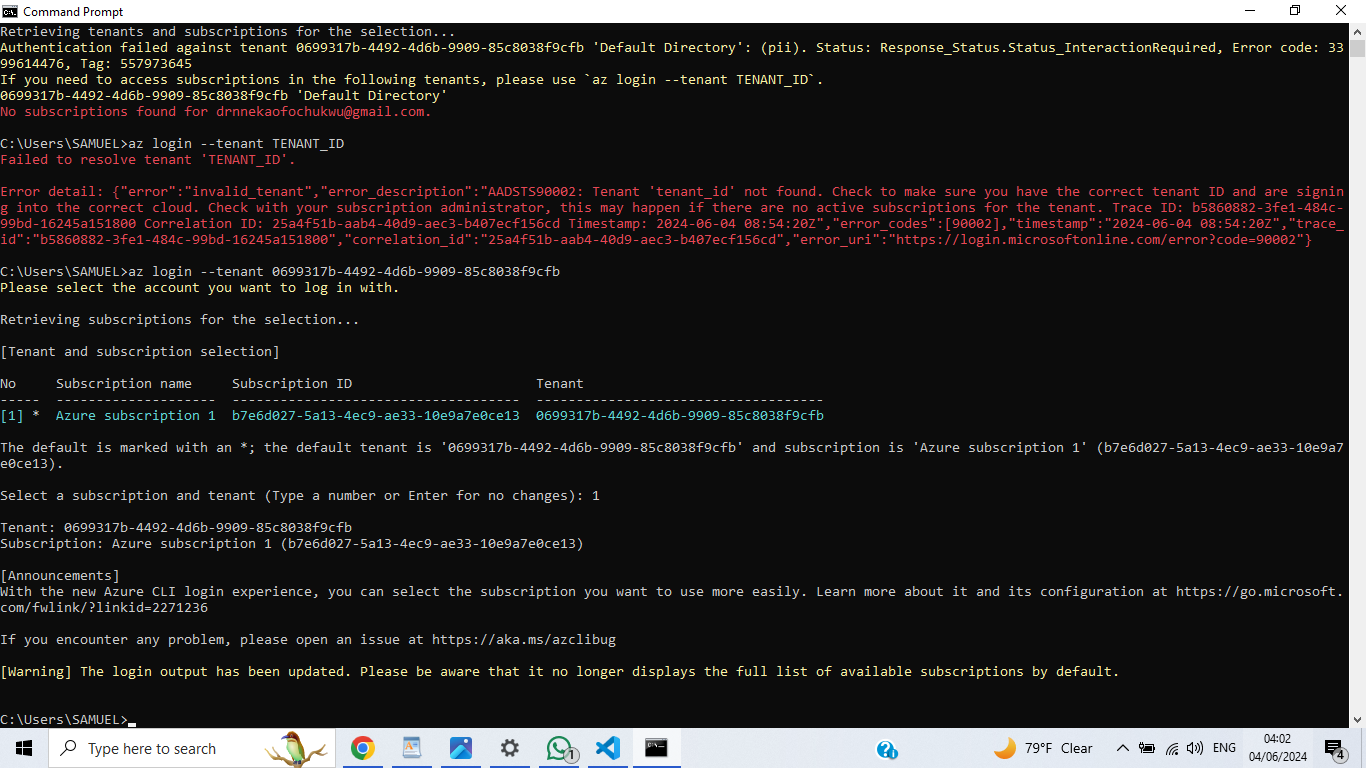 Command Prompt
Retrieving tenants and subscriptions for the selection...
Authentication failed against tenant 0699317b-4492-4d6b-9909-85c8038f9cfb 'Default Directory': (pii). Status: Response_Status.Status_InteractionRequired, Error code: 33
99614476, Tag: 557973645
If you need to access subscriptions in the following tenants, please use `az login --tenant TENANT_ID`.
0699317b-4492-4d6b-9909-85c8038f9cfb 'Default Directory'
No subscriptions found for drnnekaofochukwu@gmail.com.
C:\Users\SAMUEL>az login --tenant TENANT_ID
Failed to resolve tenant 'TENANT_ID'.
Error detail: {"error":"invalid_tenant","error_description":"AADSTS90002: Tenant 'tenant_id' not found. Check to make sure you have the correct tenant ID and are signin
g into the correct cloud. Check with your subscription administrator, this may happen if there are no active subscriptions for the tenant. Trace ID: b5860882-3fe1-484c-
99bd-16245a151800 Correlation ID: 25a4f51b-aab4-40d9-aec3-b407ecf156cd Timestamp: 2024-06-04 08:54:20Z","error_codes":[90002],"timestamp":"2024-06-04 08:54:20Z","trace_
id":"b5860882-3fe1-484c-99bd-16245a151800","correlation_id":"25a4f51b-aab4-40d9-aec3-b407ecf156cd","error_uri":"https://login.microsoftonline.com/error?code=90002"}
C:\Users\SAMUEL>az login --tenant 0699317b-4492-4d6b-9909-85c8038f9cfb
Please select the account you want to log in with.
Retrieving subscriptions for the selection...
[Tenant and subscription selection]
No     Subscription name     Subscription ID                       Tenant
-----  --------------------  ------------------------------------  ------------------------------------
[1] *  Azure subscription 1  b7e6d027-5a13-4ec9-ae33-10e9a7e0ce13  0699317b-4492-4d6b-9909-85c8038f9cfb
The default is marked with an *; the default tenant is '0699317b-4492-4d6b-9909-85c8038f9cfb' and subscription is 'Azure subscription 1' (b7e6d027-5a13-4ec9-ae33-10e9a7
e0ce13).
Select a subscription and tenant (Type a number or Enter for no changes): 1
Tenant: 0699317b-4492-4d6b-9909-85c8038f9cfb
Subscription: Azure subscription 1 (b7e6d027-5a13-4ec9-ae33-10e9a7e0ce13)
[Announcements]
With the new Azure CLI login experience, you can select the subscription you want to use more easily. Learn more about it and its configuration at https://go.microsoft.
com/fwlink/?linkid=2271236
If you encounter any problem, please open an issue at https://aka.ms/azclibug
[Warning] The login output has been updated. Please be aware that it no longer displays the full list of available subscriptions by default.
C:\Users\SAMUEL>
Type here to search
1
79°F Clear
ENG
04:02
04/06/2024
4